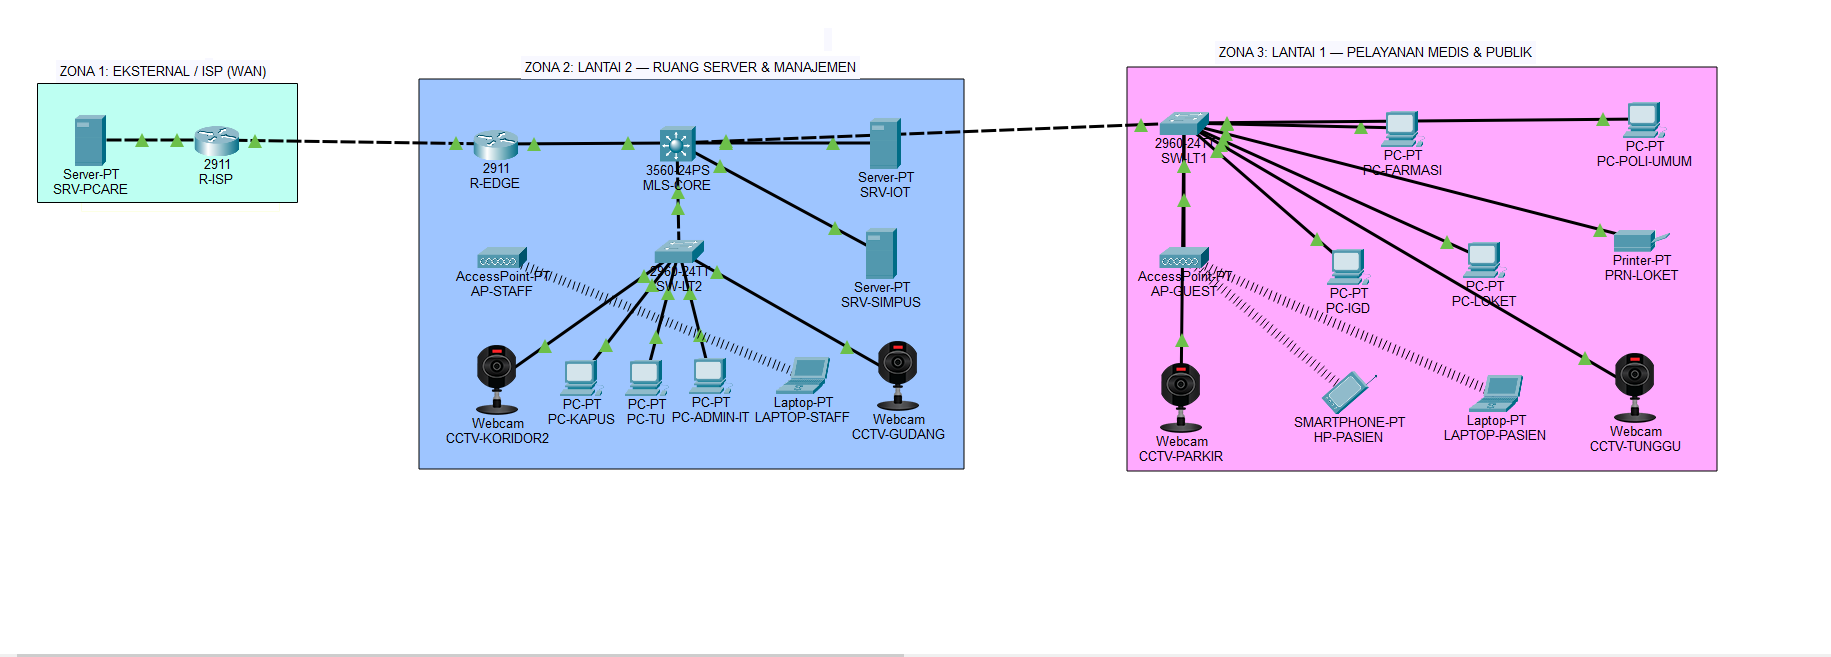 ZONA 1: EKSTERNAL / ISP (WAN)
Server-PT
SRV-PCARE
2911
R-ISP
ZONA 2: LANTAI 2 — RUANG SERVER & MANAJEMEN
2911
R-EDGE
3560-24PS
MLS-CORE
Server-PT
SRV-IOT
AccessPoint-PT
AP-STAFF
2960-24TT
SW-LT2
Server-PT
SRV-SIMPUS
Webcam
CCTV-KORIDOR2
PC-PT
PC-KAPUS
PC-PT
PC-TU
PC-PT
PC-ADMIN-IT
Laptop-PT
LAPTOP-STAFF
Webcam
CCTV-GUDANG
ZONA 3: LANTAI 1 — PELAYANAN MEDIS & PUBLIK
2960-24TT
SW-LT1
PC-PT
PC-FARMASI
PC-PT
PC-POLI-UMUM
AccessPoint-PT
AP-GUEST
PC-PT
PC-IGD
PC-PT
PC-LOKET
Printer-PT
PRN-LOKET
Webcam
CCTV-PARKIR
SMARTPHONE-PT
HP-PASIEN
Laptop-PT
LAPTOP-PASIEN
Webcam
CCTV-TUNGGU